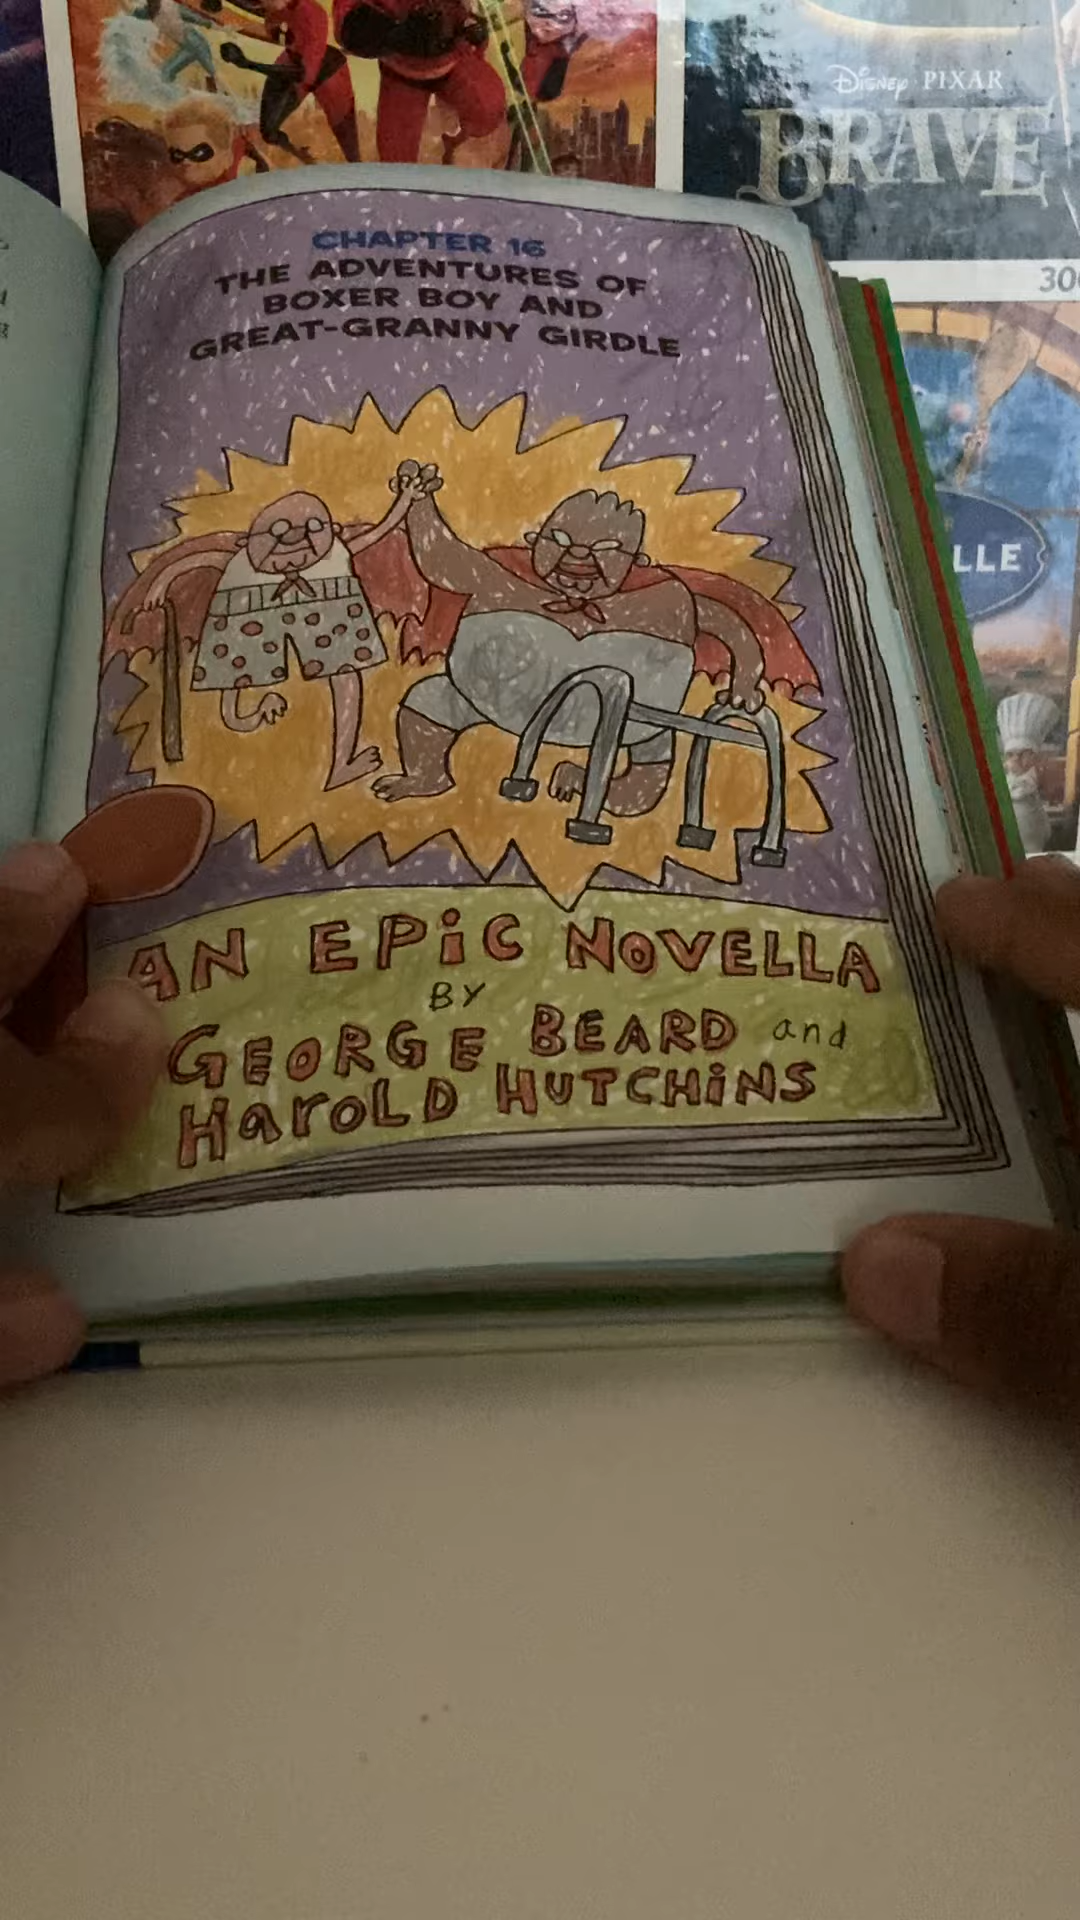 DISNEY · PIXAR
BRAVE
300
LLE
CHAPTER 16
THE ADVENTURES OF
BOXER BOY AND
GREAT-GRANNY GIRDLE
AN EPiC NOVELLA
BY
GEORGE BEARD and
HaroLD HUTCHiNS